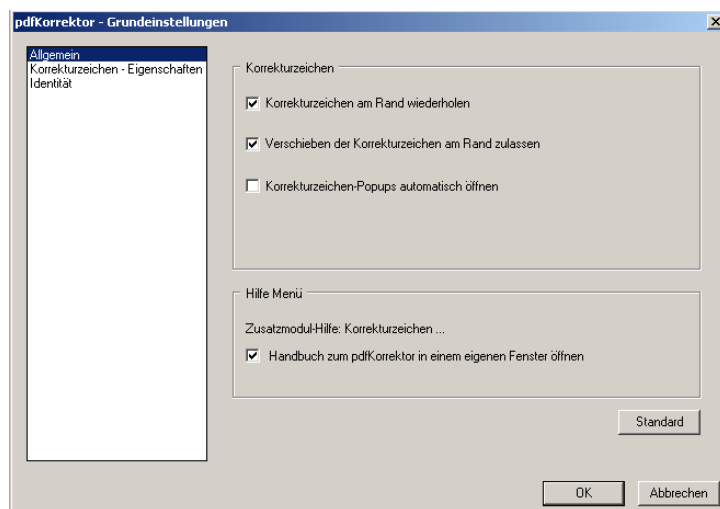 pdfKorrektor - Grundeinstellungen
Allgemein
Korrekturzeichen - Eigenschaften
Identität
Korrekturzeichen
Korrekturzeichen am Rand wiederholen
Verschieben der Korrekturzeichen am Rand zulassen
Korrekturzeichen-Popups automatisch öffnen
Hilfe Menü
Zusatzmodul-Hilfe: Korrekturzeichen ...
Handbuch zum pdfKorrektor in einem eigenen Fenster öffnen
Standard
OK
Abbrechen